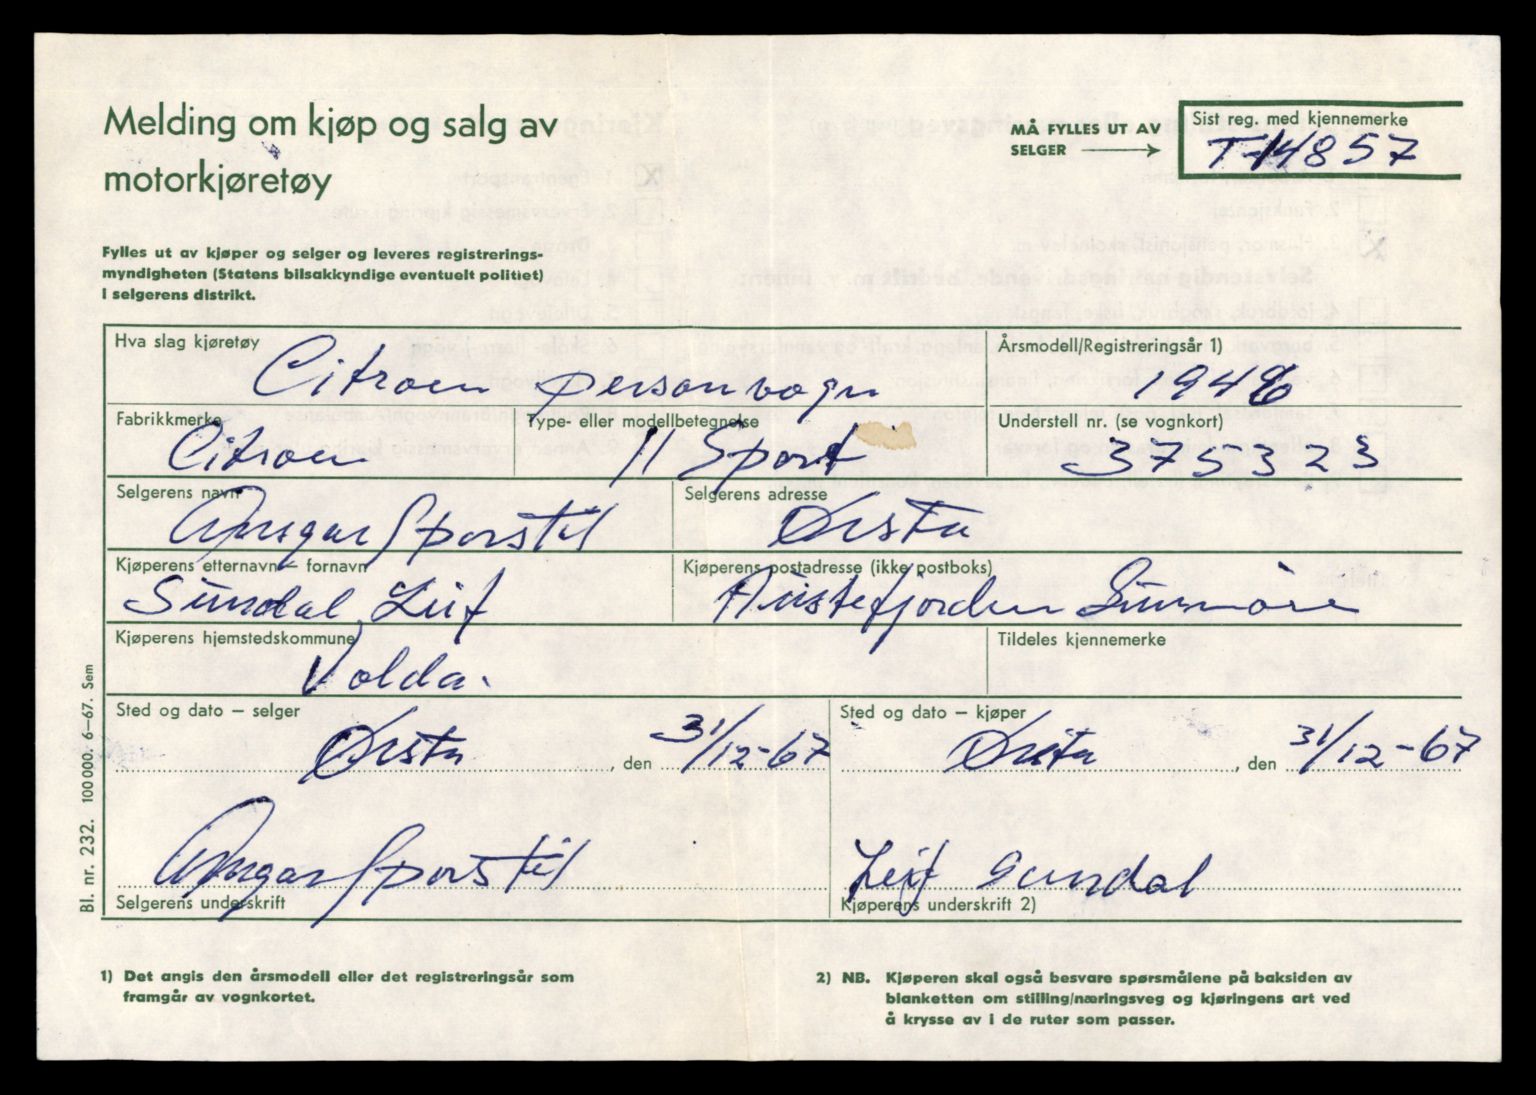 Melding om kjøp og salg av
motorkjøretøy
MÅ FYLLES UT AV
SELGER
Sist reg. med kjennemerke
T-14857
Fylles ut av kjøper og selger og leveres registrerings-
myndigheten (Statens bilsakkyndige eventuelt politiet)
i selgerens distrikt.
Hva slag kjøretøy
Citroen personvogn
Årsmodell/Registreringsår 1)
Fabrikkmerke
Citroen
Type- eller modellbetegnelse
11 Sport
Understell nr. (se vognkort)
375323
Selgerens navn
Ansgar Sporstøl
Selgerens adresse
Ørsta
Kjøperens etternavn – fornavn
Sundal, Leif
Kjøperens postadresse (ikke postboks)
Austefjorden Sunnmøre
Kjøperens hjemstedskommune
Volda.
Tildeles kjennemerke
Sted og dato – selger
Ørsta, den 31/12-67
Sted og dato – kjøper
Ørsta, den 31/12-67
Ansgar Sporstøl
Selgerens underskrift
Leif Sundal
Kjøperens underskrift 2)
1) Det angis den årsmodell eller det registreringsår som
framgår av vognkortet.
2) NB. Kjøperen skal også besvare spørsmålene på baksiden av
blanketten om stilling/næringsveg og kjøringens art ved
å krysse av i de ruter som passer.
Bl. nr. 232. 100 000. 6–67. Sem